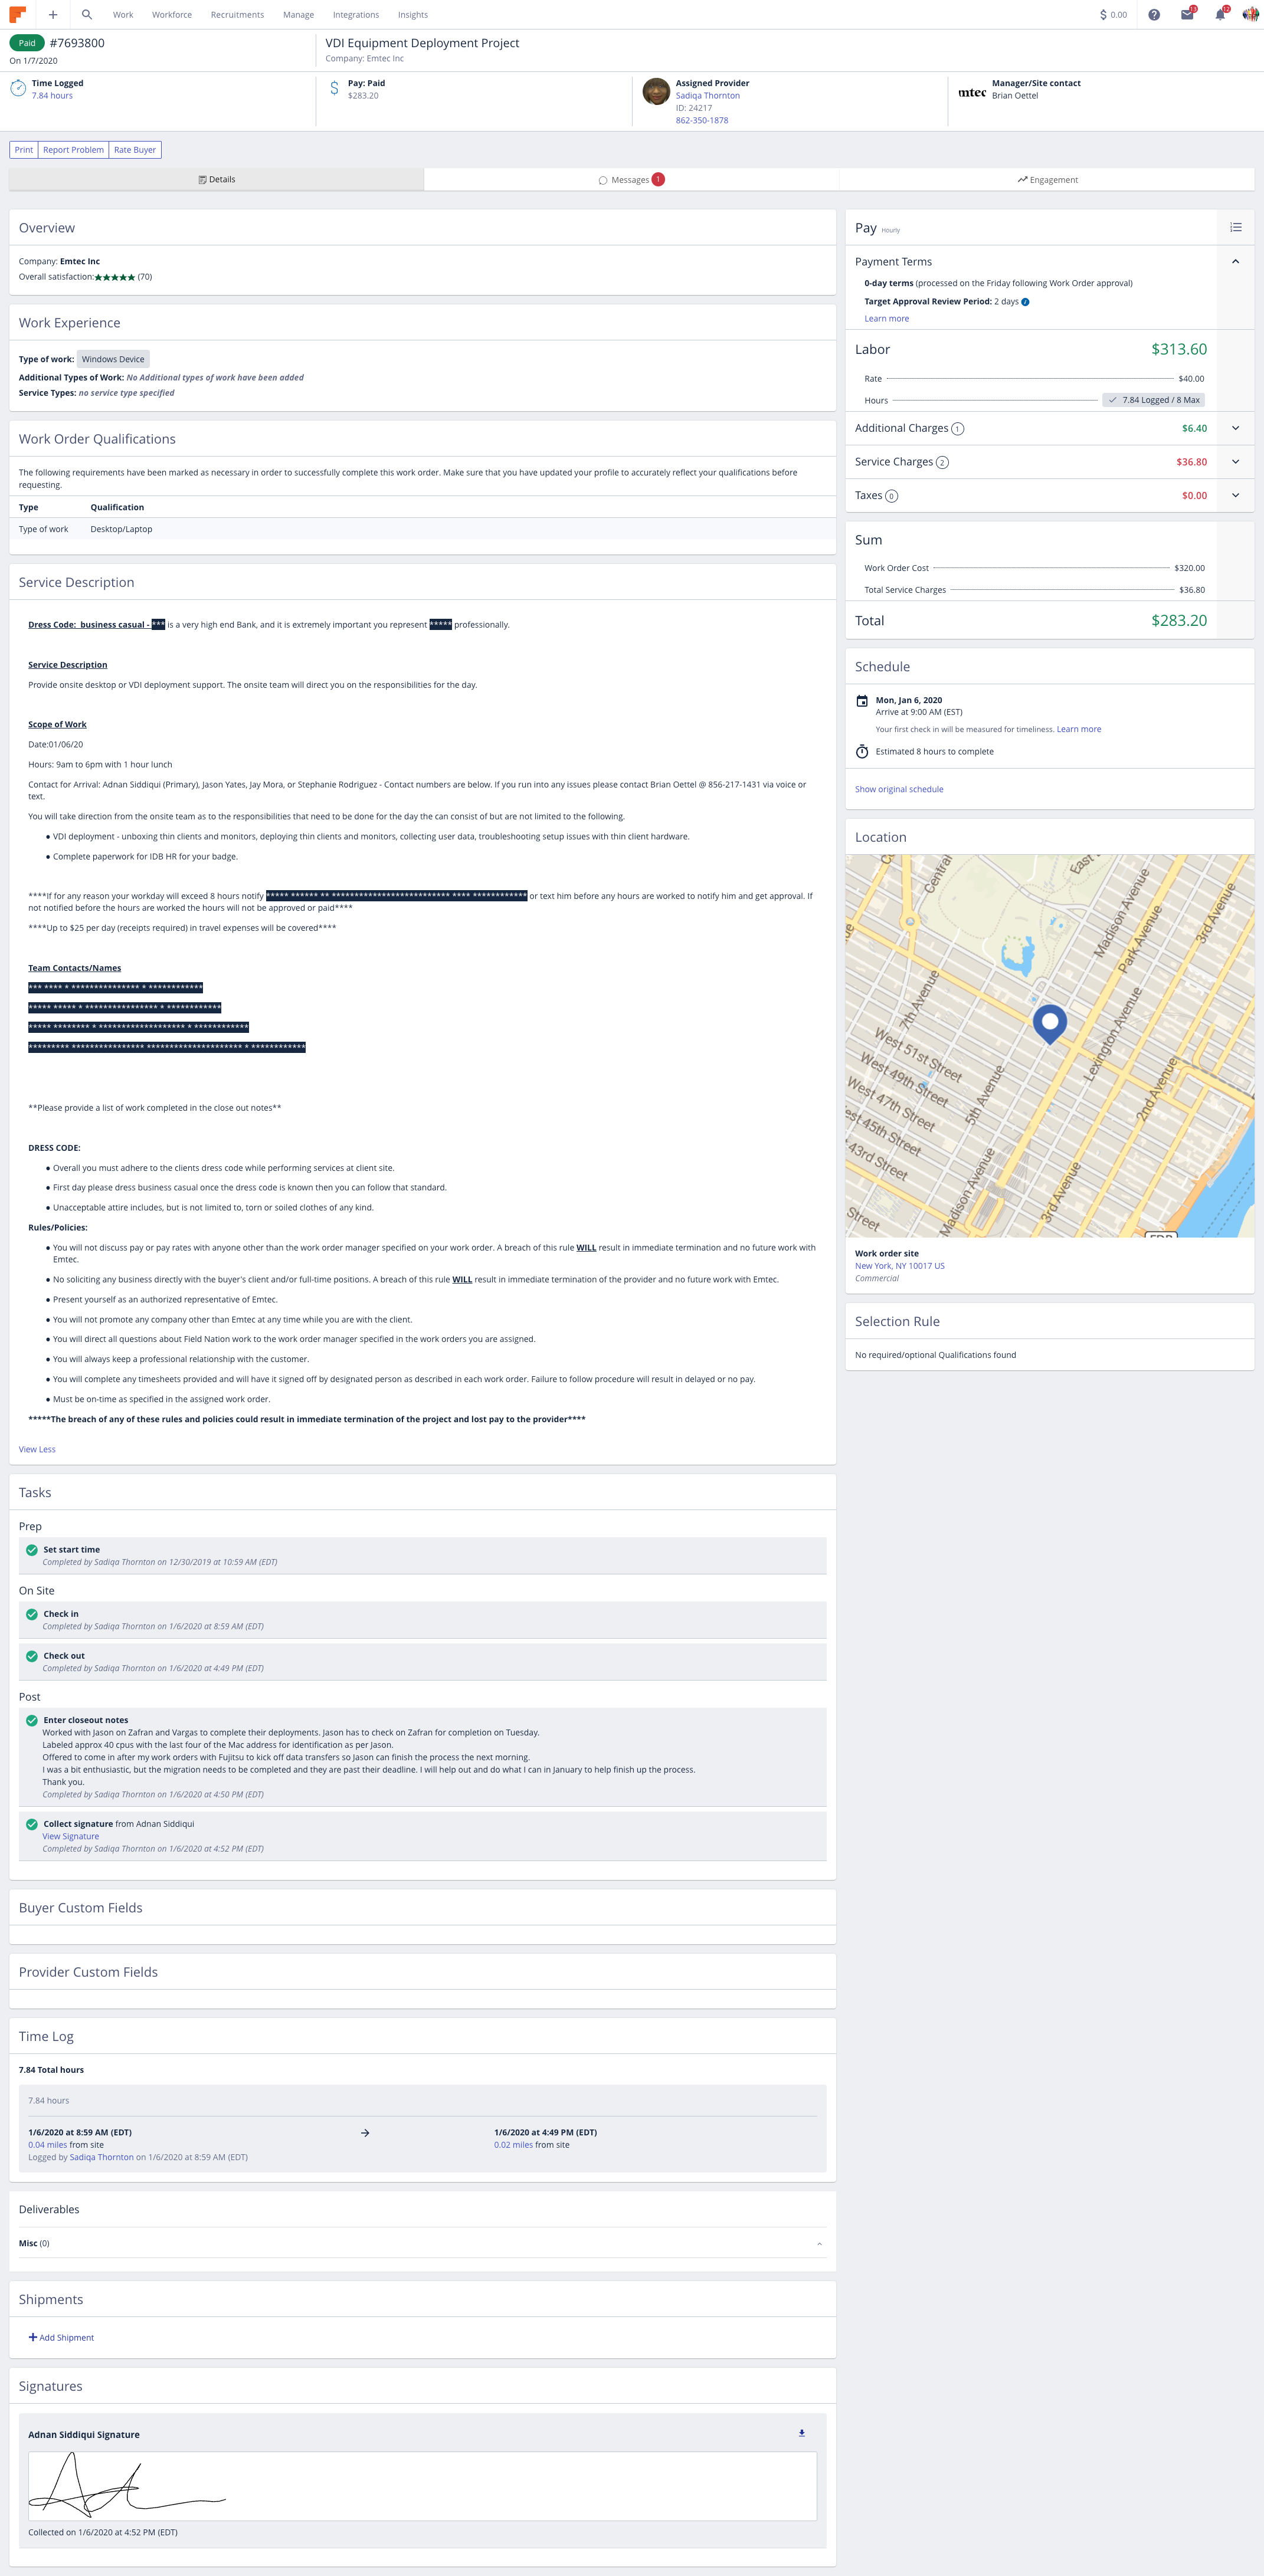 Work
Workforce
Recruitments
Manage
Integrations
Insights
$ 0.00
13
12
Paid #7693800
On 1/7/2020
VDI Equipment Deployment Project
Company: Emtec Inc
Time Logged
7.84 hours
Pay: Paid
$283.20
Assigned Provider
Sadiqa Thornton
ID: 24217
862-350-1878
mtec
Manager/Site contact
Brian Oettel
Print
Report Problem
Rate Buyer
Details
Messages 1
Engagement
Overview
Company: Emtec Inc
Overall satisfaction:★★★★★ (70)
Work Experience
Type of work: Windows Device
Additional Types of Work: No Additional types of work have been added
Service Types: no service type specified
Work Order Qualifications
The following requirements have been marked as necessary in order to successfully complete this work order. Make sure that you have updated your profile to accurately reflect your qualifications before
requesting.
Type Qualification
Type of work Desktop/Laptop
Service Description
Dress Code: business casual - *** is a very high end Bank, and it is extremely important you represent ***** professionally.
Service Description
Provide onsite desktop or VDI deployment support. The onsite team will direct you on the responsibilities for the day.
Scope of Work
Date:01/06/20
Hours: 9am to 6pm with 1 hour lunch
Contact for Arrival: Adnan Siddiqui (Primary), Jason Yates, Jay Mora, or Stephanie Rodriguez - Contact numbers are below. If you run into any issues please contact Brian Oettel @ 856-217-1431 via voice or
text.
You will take direction from the onsite team as to the responsibilities that need to be done for the day the can consist of but are not limited to the following.
● VDI deployment - unboxing thin clients and monitors, deploying thin clients and monitors, collecting user data, troubleshooting setup issues with thin client hardware.
● Complete paperwork for IDB HR for your badge.
****If for any reason your workday will exceed 8 hours notify ***** ****** ** ************************** **** ************ or text him before any hours are worked to notify him and get approval. If
not notified before the hours are worked the hours will not be approved or paid****
****Up to $25 per day (receipts required) in travel expenses will be covered****
Team Contacts/Names
*** **** * *************** * ************
***** ***** * ***************** * ************
***** ******** * ******************* * ************
********* **************** ********************* * ************
**Please provide a list of work completed in the close out notes**
DRESS CODE:
● Overall you must adhere to the clients dress code while performing services at client site.
● First day please dress business casual once the dress code is known then you can follow that standard.
● Unacceptable attire includes, but is not limited to, torn or soiled clothes of any kind.
Rules/Policies:
● You will not discuss pay or pay rates with anyone other than the work order manager specified on your work order. A breach of this rule WILL result in immediate termination and no future work with
Emtec.
● No soliciting any business directly with the buyer's client and/or full-time positions. A breach of this rule WILL result in immediate termination of the provider and no future work with Emtec.
● Present yourself as an authorized representative of Emtec.
● You will not promote any company other than Emtec at any time while you are with the client.
● You will direct all questions about Field Nation work to the work order manager specified in the work orders you are assigned.
● You will always keep a professional relationship with the customer.
● You will complete any timesheets provided and will have it signed off by designated person as described in each work order. Failure to follow procedure will result in delayed or no pay.
● Must be on-time as specified in the assigned work order.
*****The breach of any of these rules and policies could result in immediate termination of the project and lost pay to the provider****
View Less
Tasks
Prep
Set start time
Completed by Sadiqa Thornton on 12/30/2019 at 10:59 AM (EDT)
On Site
Check in
Completed by Sadiqa Thornton on 1/6/2020 at 8:59 AM (EDT)
Check out
Completed by Sadiqa Thornton on 1/6/2020 at 4:49 PM (EDT)
Post
Enter closeout notes
Worked with Jason on Zafran and Vargas to complete their deployments. Jason has to check on Zafran for completion on Tuesday.
Labeled approx 40 cpus with the last four of the Mac address for identification as per Jason.
Offered to come in after my work orders with Fujitsu to kick off data transfers so Jason can finish the process the next morning.
I was a bit enthusiastic, but the migration needs to be completed and they are past their deadline. I will help out and do what I can in January to help finish up the process.
Thank you.
Completed by Sadiqa Thornton on 1/6/2020 at 4:50 PM (EDT)
Collect signature from Adnan Siddiqui
View Signature
Completed by Sadiqa Thornton on 1/6/2020 at 4:52 PM (EDT)
Buyer Custom Fields
Provider Custom Fields
Time Log
7.84 Total hours
7.84 hours
1/6/2020 at 8:59 AM (EDT)
0.04 miles from site
Logged by Sadiqa Thornton on 1/6/2020 at 8:59 AM (EDT)
1/6/2020 at 4:49 PM (EDT)
0.02 miles from site
Deliverables
Misc (0)
Shipments
Add Shipment
Signatures
Adnan Siddiqui Signature
Collected on 1/6/2020 at 4:52 PM (EDT)
Pay Hourly
Payment Terms
0-day terms (processed on the Friday following Work Order approval)
Target Approval Review Period: 2 days
Learn more
Labor $313.60
Rate $40.00
Hours 7.84 Logged / 8 Max
Additional Charges 1 $6.40
Service Charges 2 $36.80
Taxes 0 $0.00
Sum
Work Order Cost $320.00
Total Service Charges $36.80
Total $283.20
Schedule
Mon, Jan 6, 2020
Arrive at 9:00 AM (EST)
Your first check in will be measured for timeliness. Learn more
Estimated 8 hours to complete
Show original schedule
Location
Central
East
Madison Avenue
Park Avenue
3rd Avenue
7th Avenue
West 51st Street
West 49th Street
West 47th Street
est 45th Street
43rd Street
Street
5th Avenue
Lexington Avenue
2nd Avenue
Madison Avenue
3rd Avenue
Work order site
New York, NY 10017 US
Commercial
Selection Rule
No required/optional Qualifications found